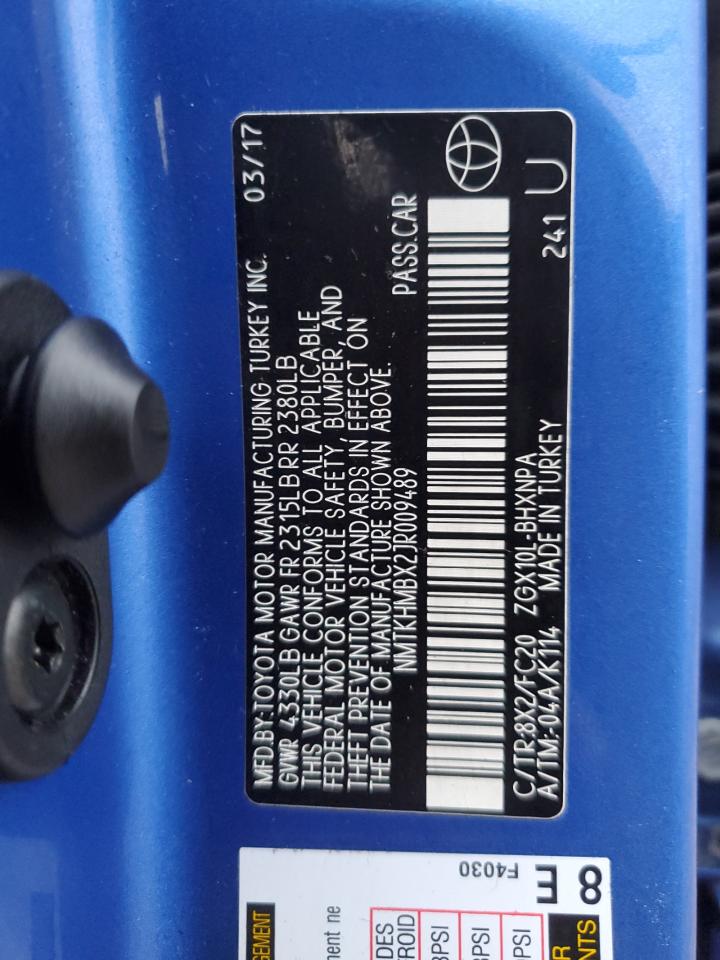 MFD.BY:TOYOTA MOTOR MANUFACTURING TURKEY INC. 03/17
GVWR 4330LB GAWR FR 2315LB RR 2380LB
THIS VEHICLE CONFORMS TO ALL APPLICABLE
FEDERAL MOTOR VEHICLE SAFETY, BUMPER, AND
THEFT PREVENTION STANDARDS IN EFFECT ON
THE DATE OF MANUFACTURE SHOWN ABOVE.
NMTKHMBX2JR009489 PASS.CAR
C/TR:8X2/FC20 ZGX10L-BHXNPA 241 U
A/TM:-04A/K114 MADE IN TURKEY
F4030
8E